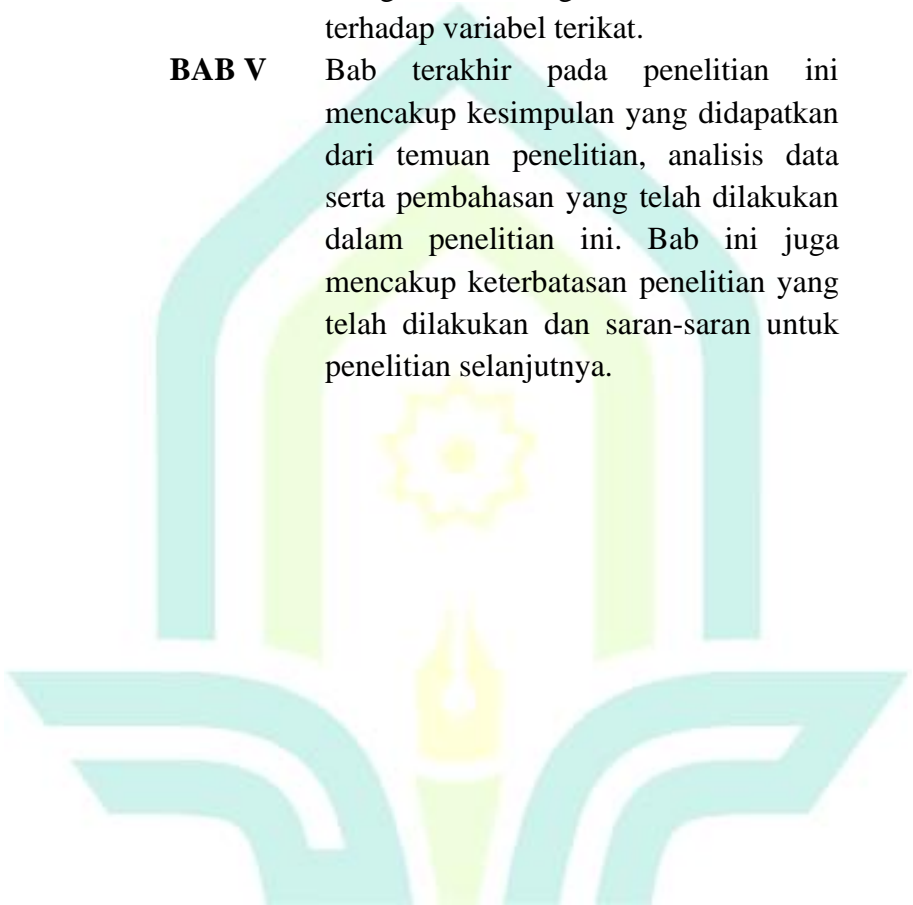 terhadap variabel terikat.
BAB V Bab terakhir pada penelitian ini
mencakup kesimpulan yang didapatkan
dari temuan penelitian, analisis data
serta pembahasan yang telah dilakukan
dalam penelitian ini. Bab ini juga
mencakup keterbatasan penelitian yang
telah dilakukan dan saran-saran untuk
penelitian selanjutnya.